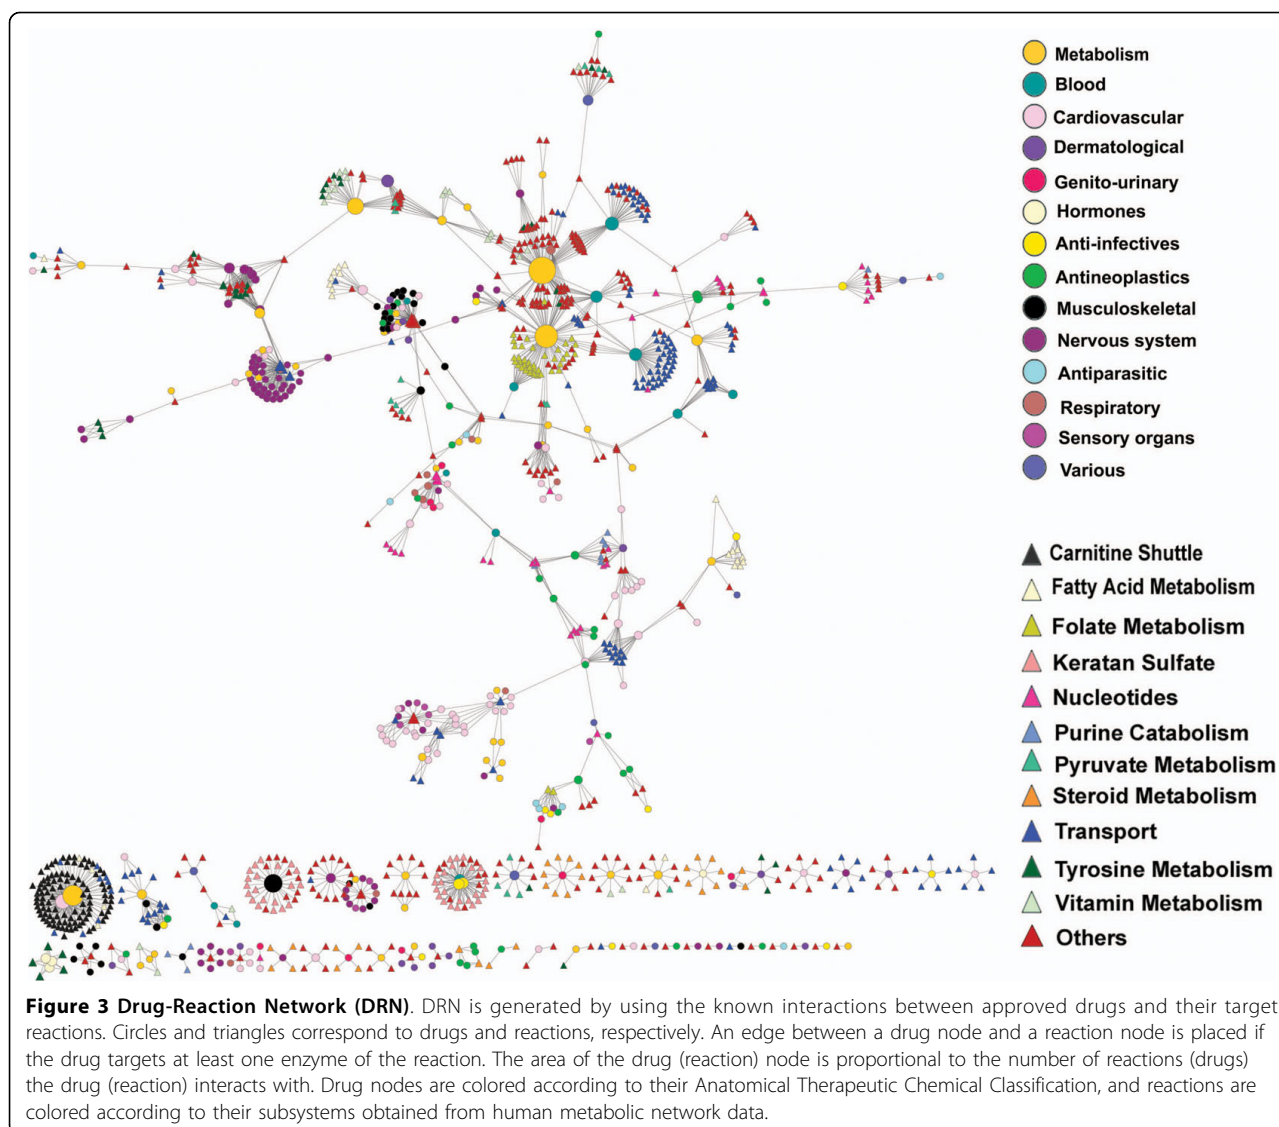 Metabolism
Blood
Cardiovascular
Dermatological
Genito-urinary
Hormones
Anti-infectives
Antineoplastics
Musculoskeletal
Nervous system
Antiparasitic
Respiratory
Sensory organs
Various
Carnitine Shuttle
Fatty Acid Metabolism
Folate Metabolism
Keratan Sulfate
Nucleotides
Purine Catabolism
Pyruvate Metabolism
Steroid Metabolism
Transport
Tyrosine Metabolism
Vitamin Metabolism
Others
Figure 3 Drug-Reaction Network (DRN). DRN is generated by using the known interactions between approved drugs and their target
reactions. Circles and triangles correspond to drugs and reactions, respectively. An edge between a drug node and a reaction node is placed if
the drug targets at least one enzyme of the reaction. The area of the drug (reaction) node is proportional to the number of reactions (drugs)
the drug (reaction) interacts with. Drug nodes are colored according to their Anatomical Therapeutic Chemical Classification, and reactions are
colored according to their subsystems obtained from human metabolic network data.